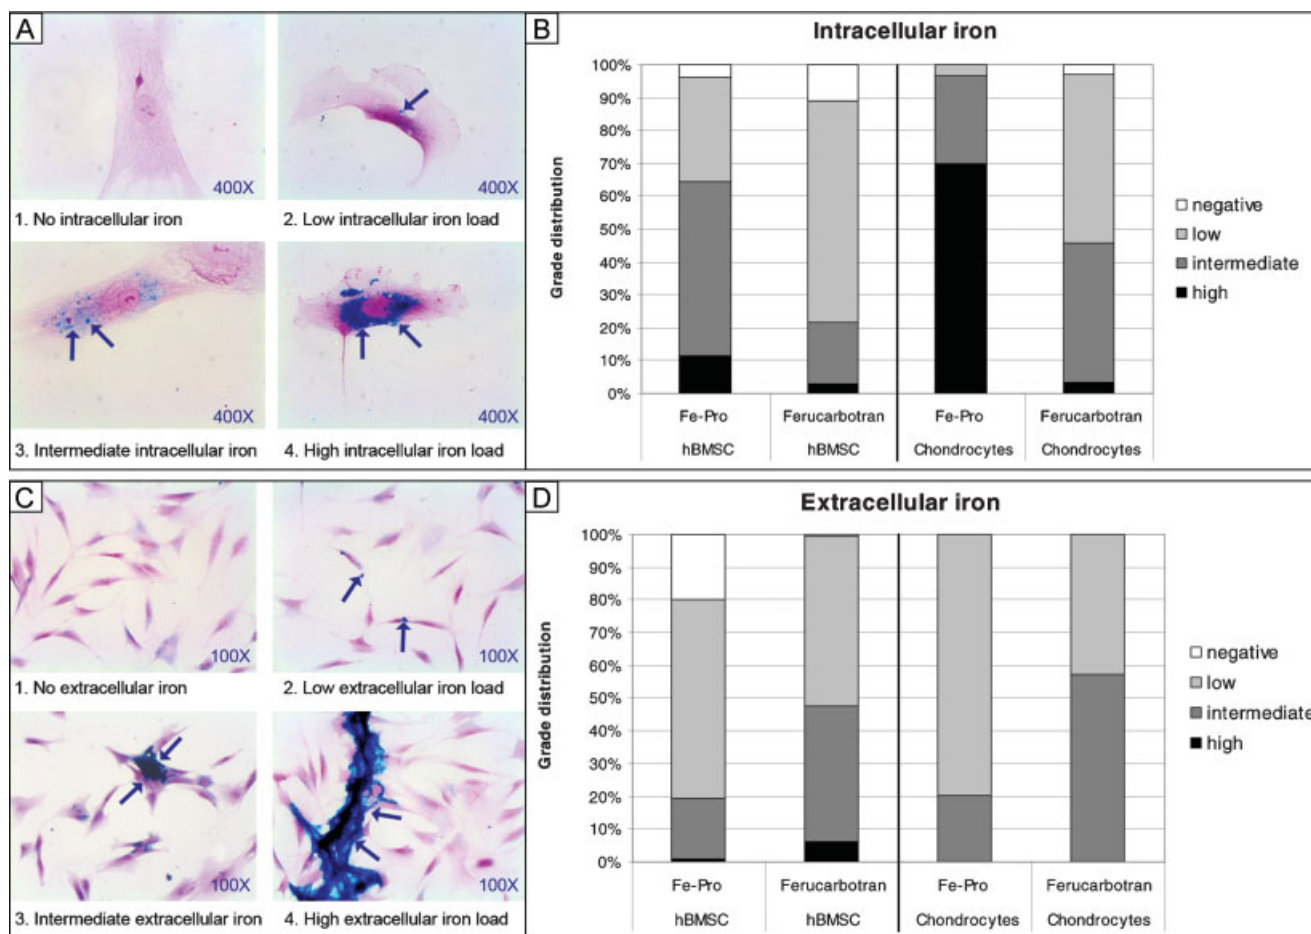 A
400X
1. No intracellular iron
400X
2. Low intracellular iron load
400X
3. Intermediate intracellular iron
400X
4. High intracellular iron load
B
Intracellular iron
Grade distribution
100%
90%
80%
70%
60%
50%
40%
30%
20%
10%
0%
Fe-Pro Ferucarbotran Fe-Pro Ferucarbotran
hBMSC hBMSC Chondrocytes Chondrocytes
negative
low
intermediate
high
C
100X
1. No extracellular iron
100X
2. Low extracellular iron load
100X
3. Intermediate extracellular iron
100X
4. High extracellular iron load
D
Extracellular iron
Grade distribution
100%
90%
80%
70%
60%
50%
40%
30%
20%
10%
0%
Fe-Pro Ferucarbotran Fe-Pro Ferucarbotran
hBMSC hBMSC Chondrocytes Chondrocytes
negative
low
intermediate
high